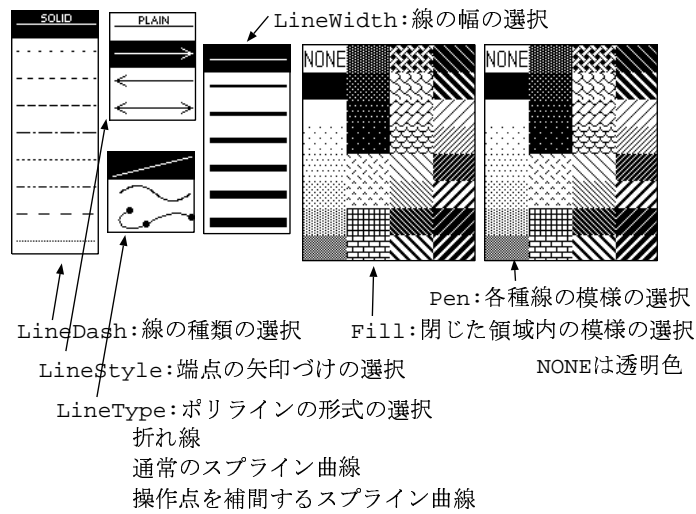 SOLID
PLAIN
LineWidth:線の幅の選択
NONE
NONE
Pen:各種線の模様の選択
LineDash:線の種類の選択
Fill:閉じた領域内の模様の選択
LineStyle:端点の矢印づけの選択
NONEは透明色
LineType:ポリラインの形式の選択
折れ線
通常のスプライン曲線
操作点を補間するスプライン曲線